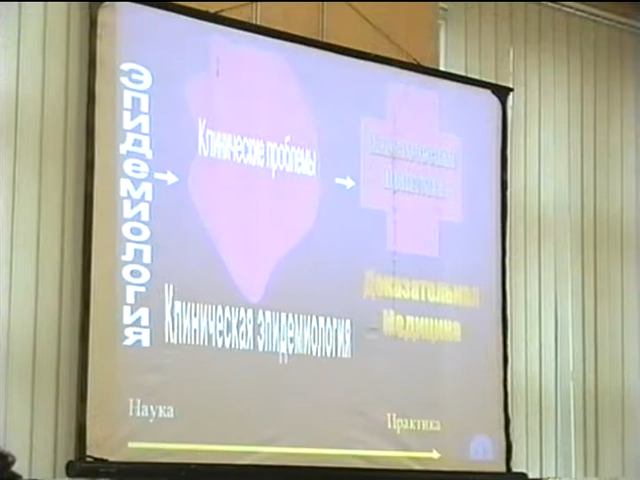 Эпидемиология
Клинические проблемы
Клиническая эпидемиология
Доказательная
Медицина
Наука
Практика